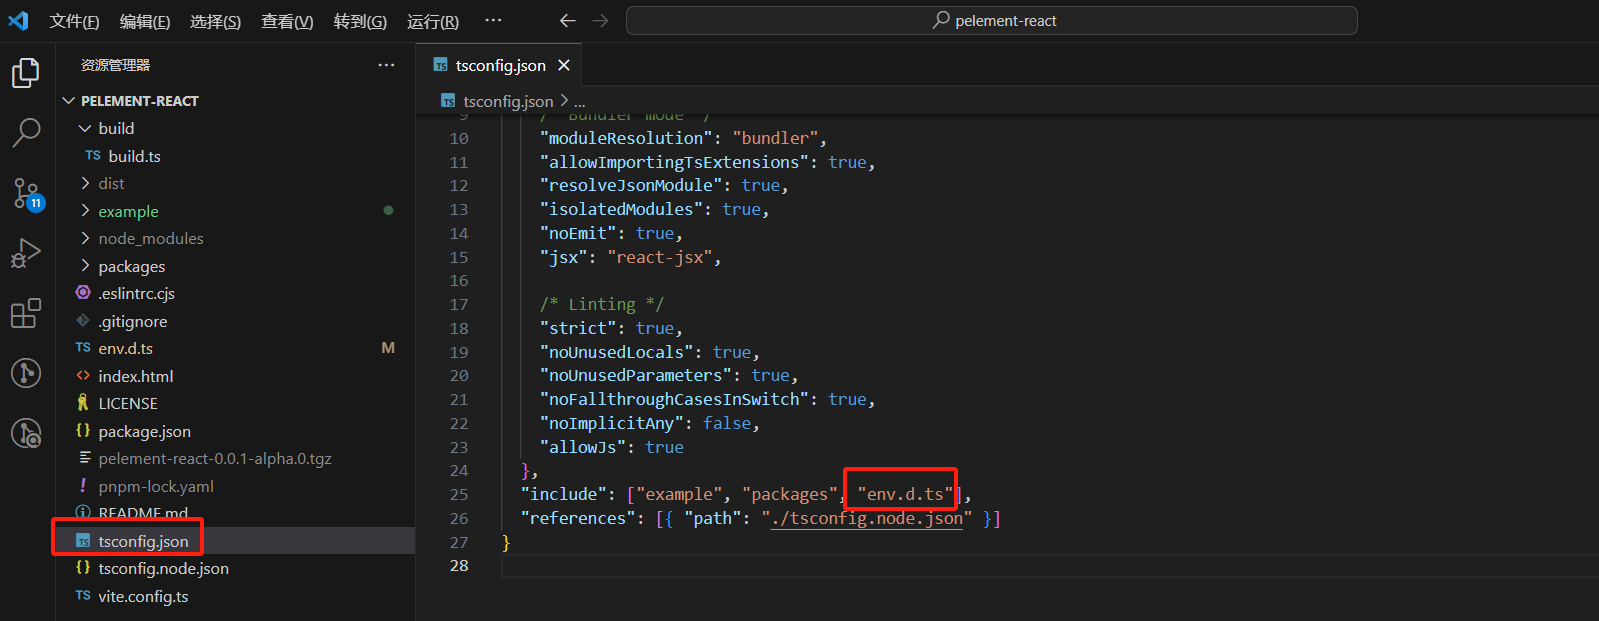 文件(F) 编辑(E) 选择(S) 查看(V) 转到(G) 运行(R) ··· pelement-react
资源管理器 ···
PELEMENT-REACT
build
TS build.ts
dist
example
node_modules
packages
.eslintrc.cjs
.gitignore
TS env.d.ts M
index.html
LICENSE
{} package.json
pelement-react-0.0.1-alpha.0.tgz
! pnpm-lock.yaml
README.md
TS tsconfig.json
{} tsconfig.node.json
TS vite.config.ts
11
TS tsconfig.json ×
TS tsconfig.json > ...
9 /* Bundler mode */
10 "moduleResolution": "bundler",
11 "allowImportingTsExtensions": true,
12 "resolveJsonModule": true,
13 "isolatedModules": true,
14 "noEmit": true,
15 "jsx": "react-jsx",
16
17 /* Linting */
18 "strict": true,
19 "noUnusedLocals": true,
20 "noUnusedParameters": true,
21 "noFallthroughCasesInSwitch": true,
22 "noImplicitAny": false,
23 "allowJs": true
24 },
25 "include": ["example", "packages", "env.d.ts"],
26 "references": [{ "path": "./tsconfig.node.json" }]
27 }
28